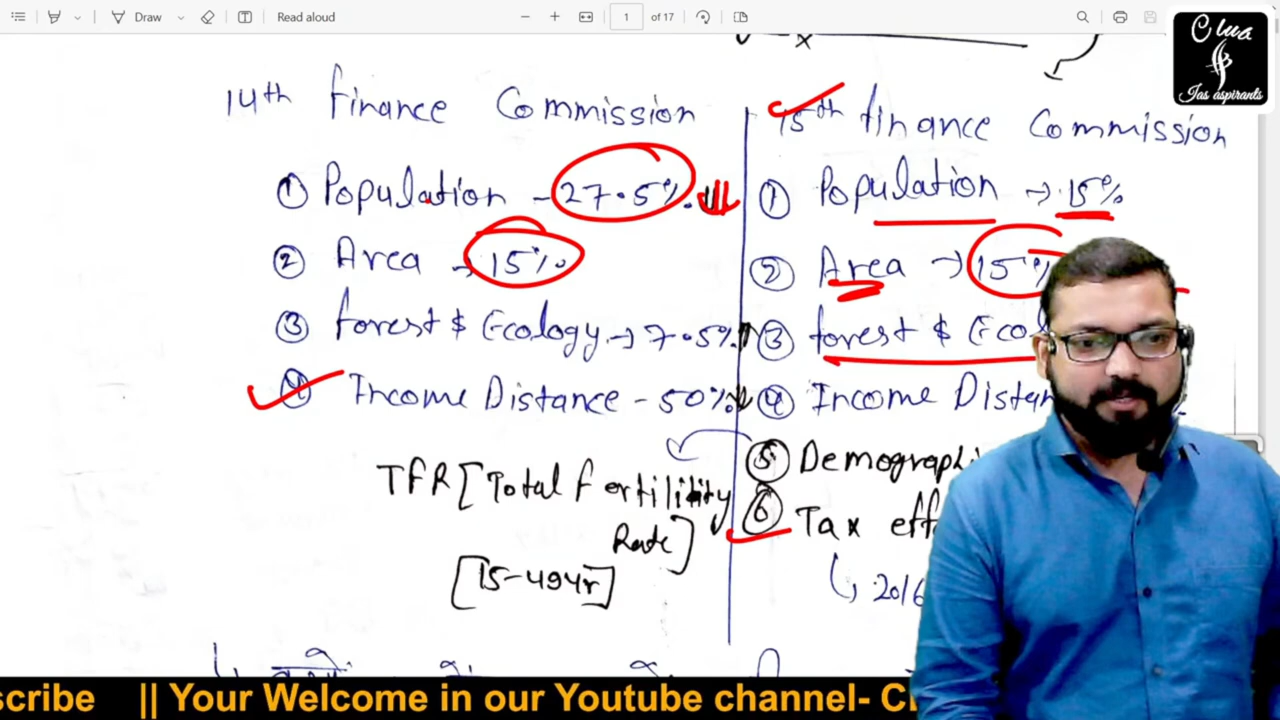 Draw
Read aloud
1 of 17
Clua
Ias aspirants
14th finance Commission
① Population - 27.5%
② Area → 15%
③ forest & Ecology → 7.5%
④ Income Distance - 50%
TFR [Total fertility
Rate]
[15-49yr]
15th finance Commission
① Population → 15%
② Area → 15%
③ forest & Ecol
④ Income Distan
⑤ Demographi
⑥ Tax eff
2016
scribe || Your Welcome in our Youtube channel- C